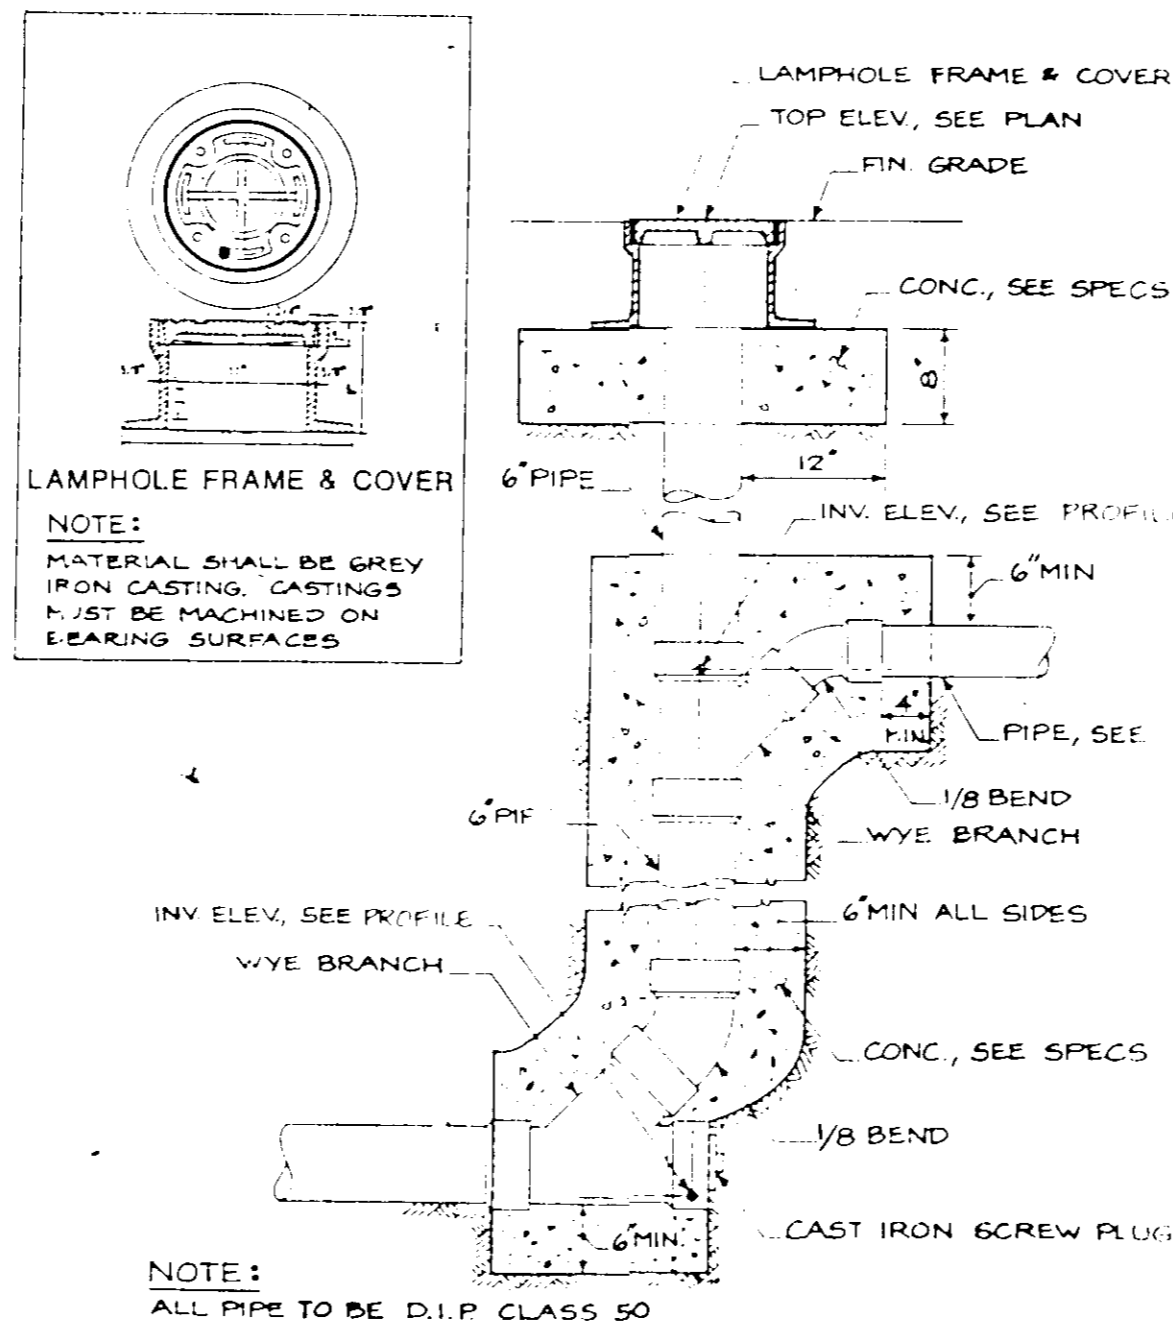 LAMPHOLE FRAME & COVER
TOP ELEV., SEE PLAN
FIN. GRADE
CONC., SEE SPECS
8"
12"
11"
LAMPHOLE FRAME & COVER
NOTE:
MATERIAL SHALL BE GREY
IRON CASTING. CASTINGS
MUST BE MACHINED ON
BEARING SURFACES
6" PIPE
INV. ELEV., SEE PROFILE
6" MIN
4"
MIN.
PIPE, SEE
1/8 BEND
WYE BRANCH
6" PIP
6" MIN ALL SIDES
INV. ELEV., SEE PROFILE
WYE BRANCH
CONC., SEE SPECS
1/8 BEND
CAST IRON SCREW PLUG
6" MIN.
NOTE:
ALL PIPE TO BE D.I.P. CLASS 50